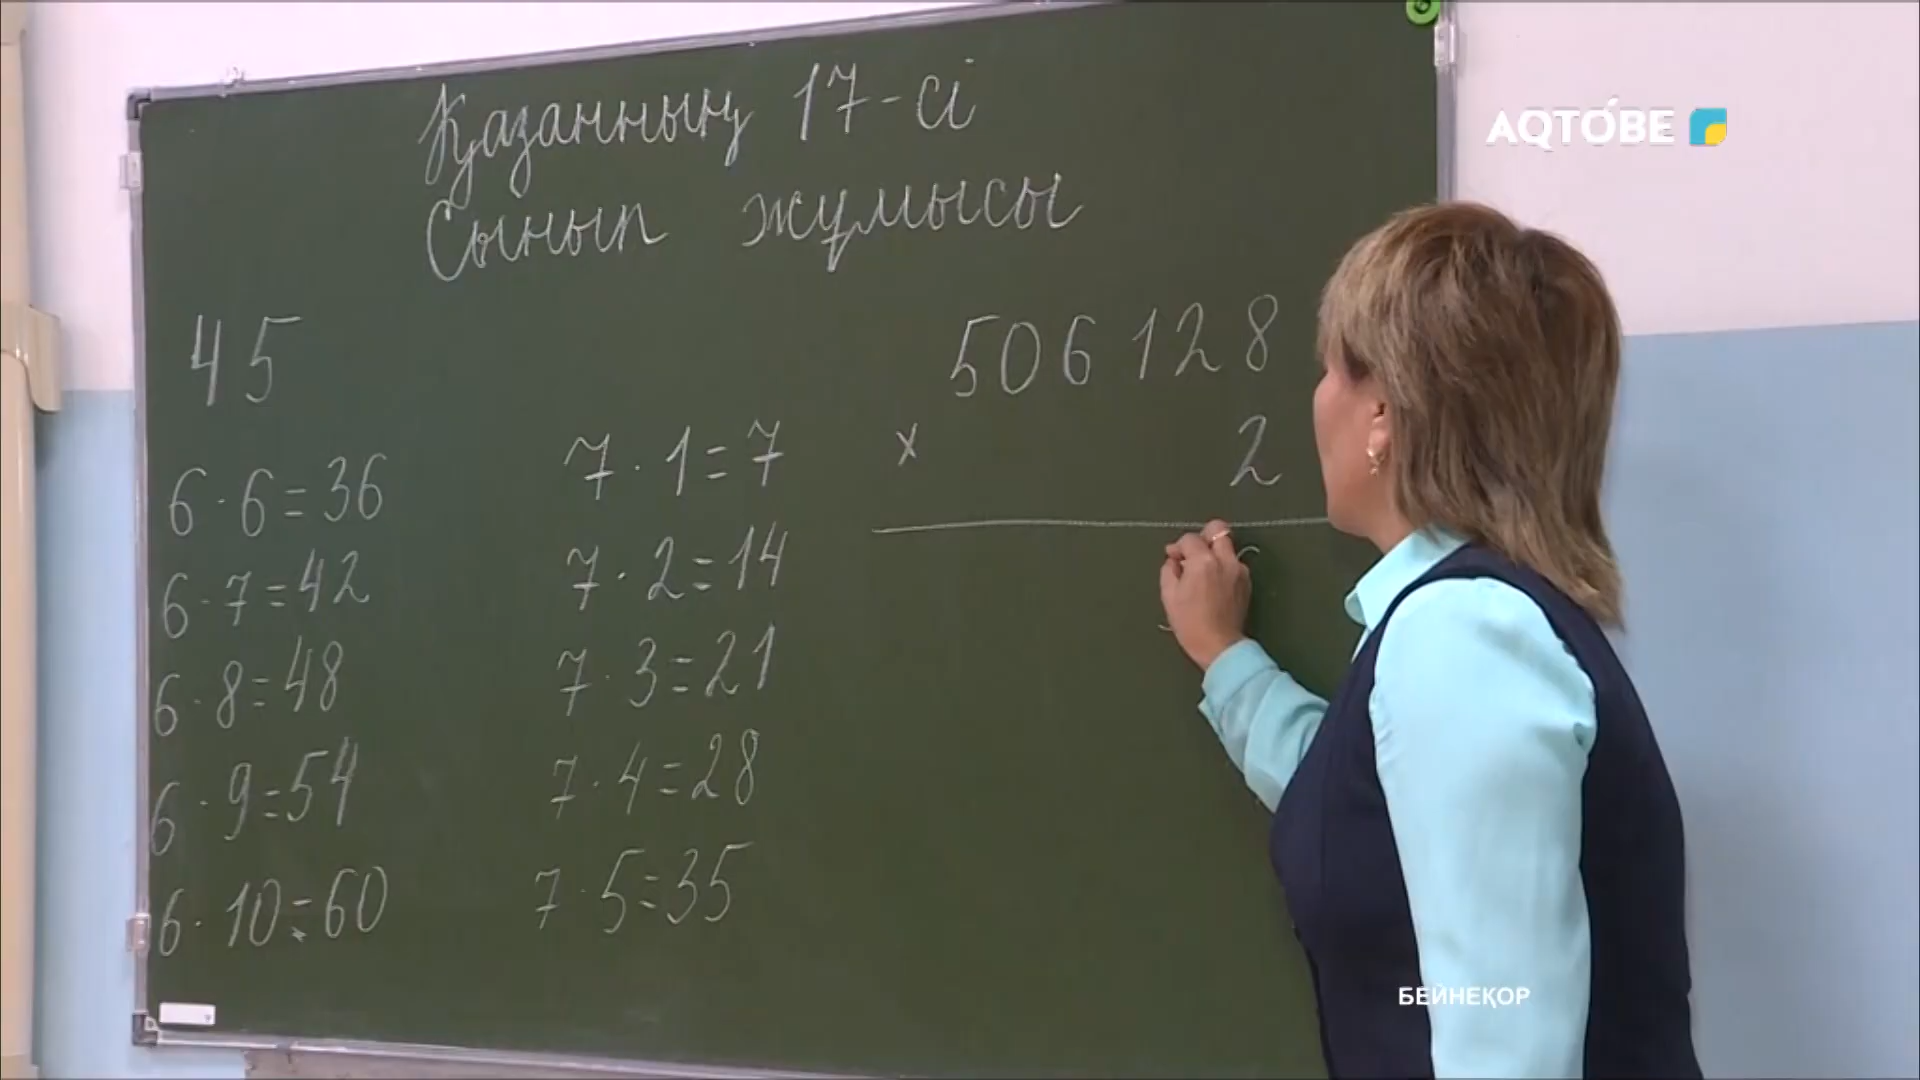 Қазанның 17-сі
Сынып жұмысы
45
6·6=36
6·7=42
6·8=48
6·9=54
6·10=60
7·1=7
7·2=14
7·3=21
7·4=28
7·5=35
506128
x 2
6
AQTÓBE
БЕЙНЕҚОР